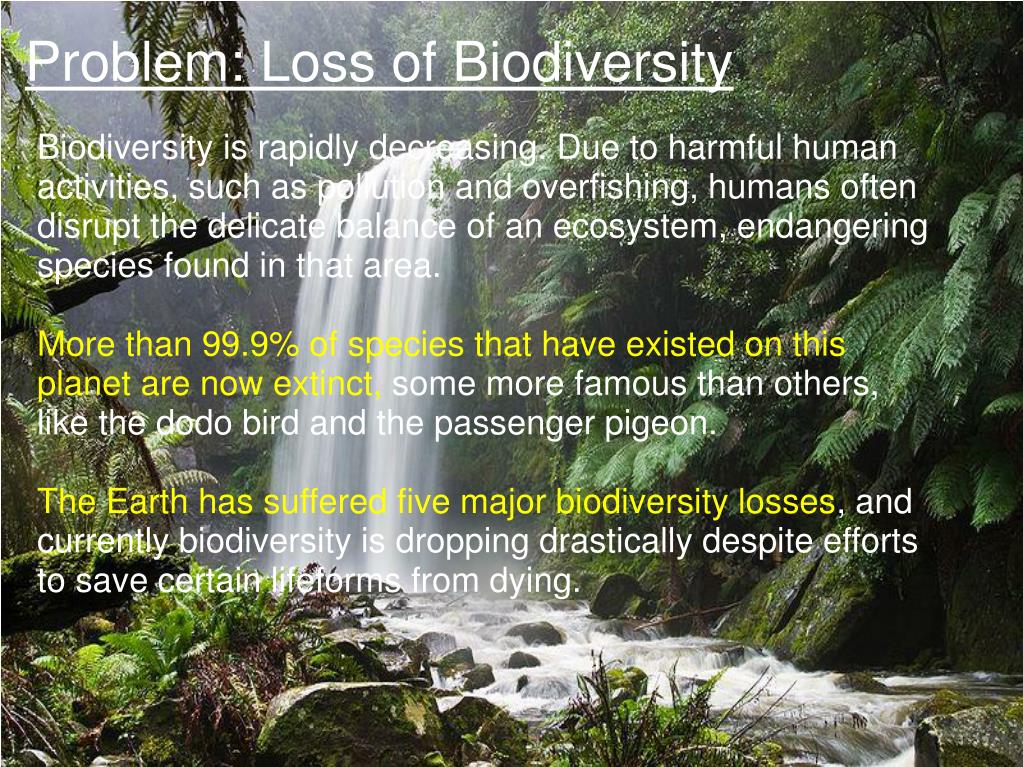 Problem: Loss of Biodiversity
Biodiversity is rapidly decreasing. Due to harmful human
activities, such as pollution and overfishing, humans often
disrupt the delicate balance of an ecosystem, endangering
species found in that area.
More than 99.9% of species that have existed on this
planet are now extinct, some more famous than others,
like the dodo bird and the passenger pigeon.
The Earth has suffered five major biodiversity losses, and
currently biodiversity is dropping drastically despite efforts
to save certain lifeforms from dying.